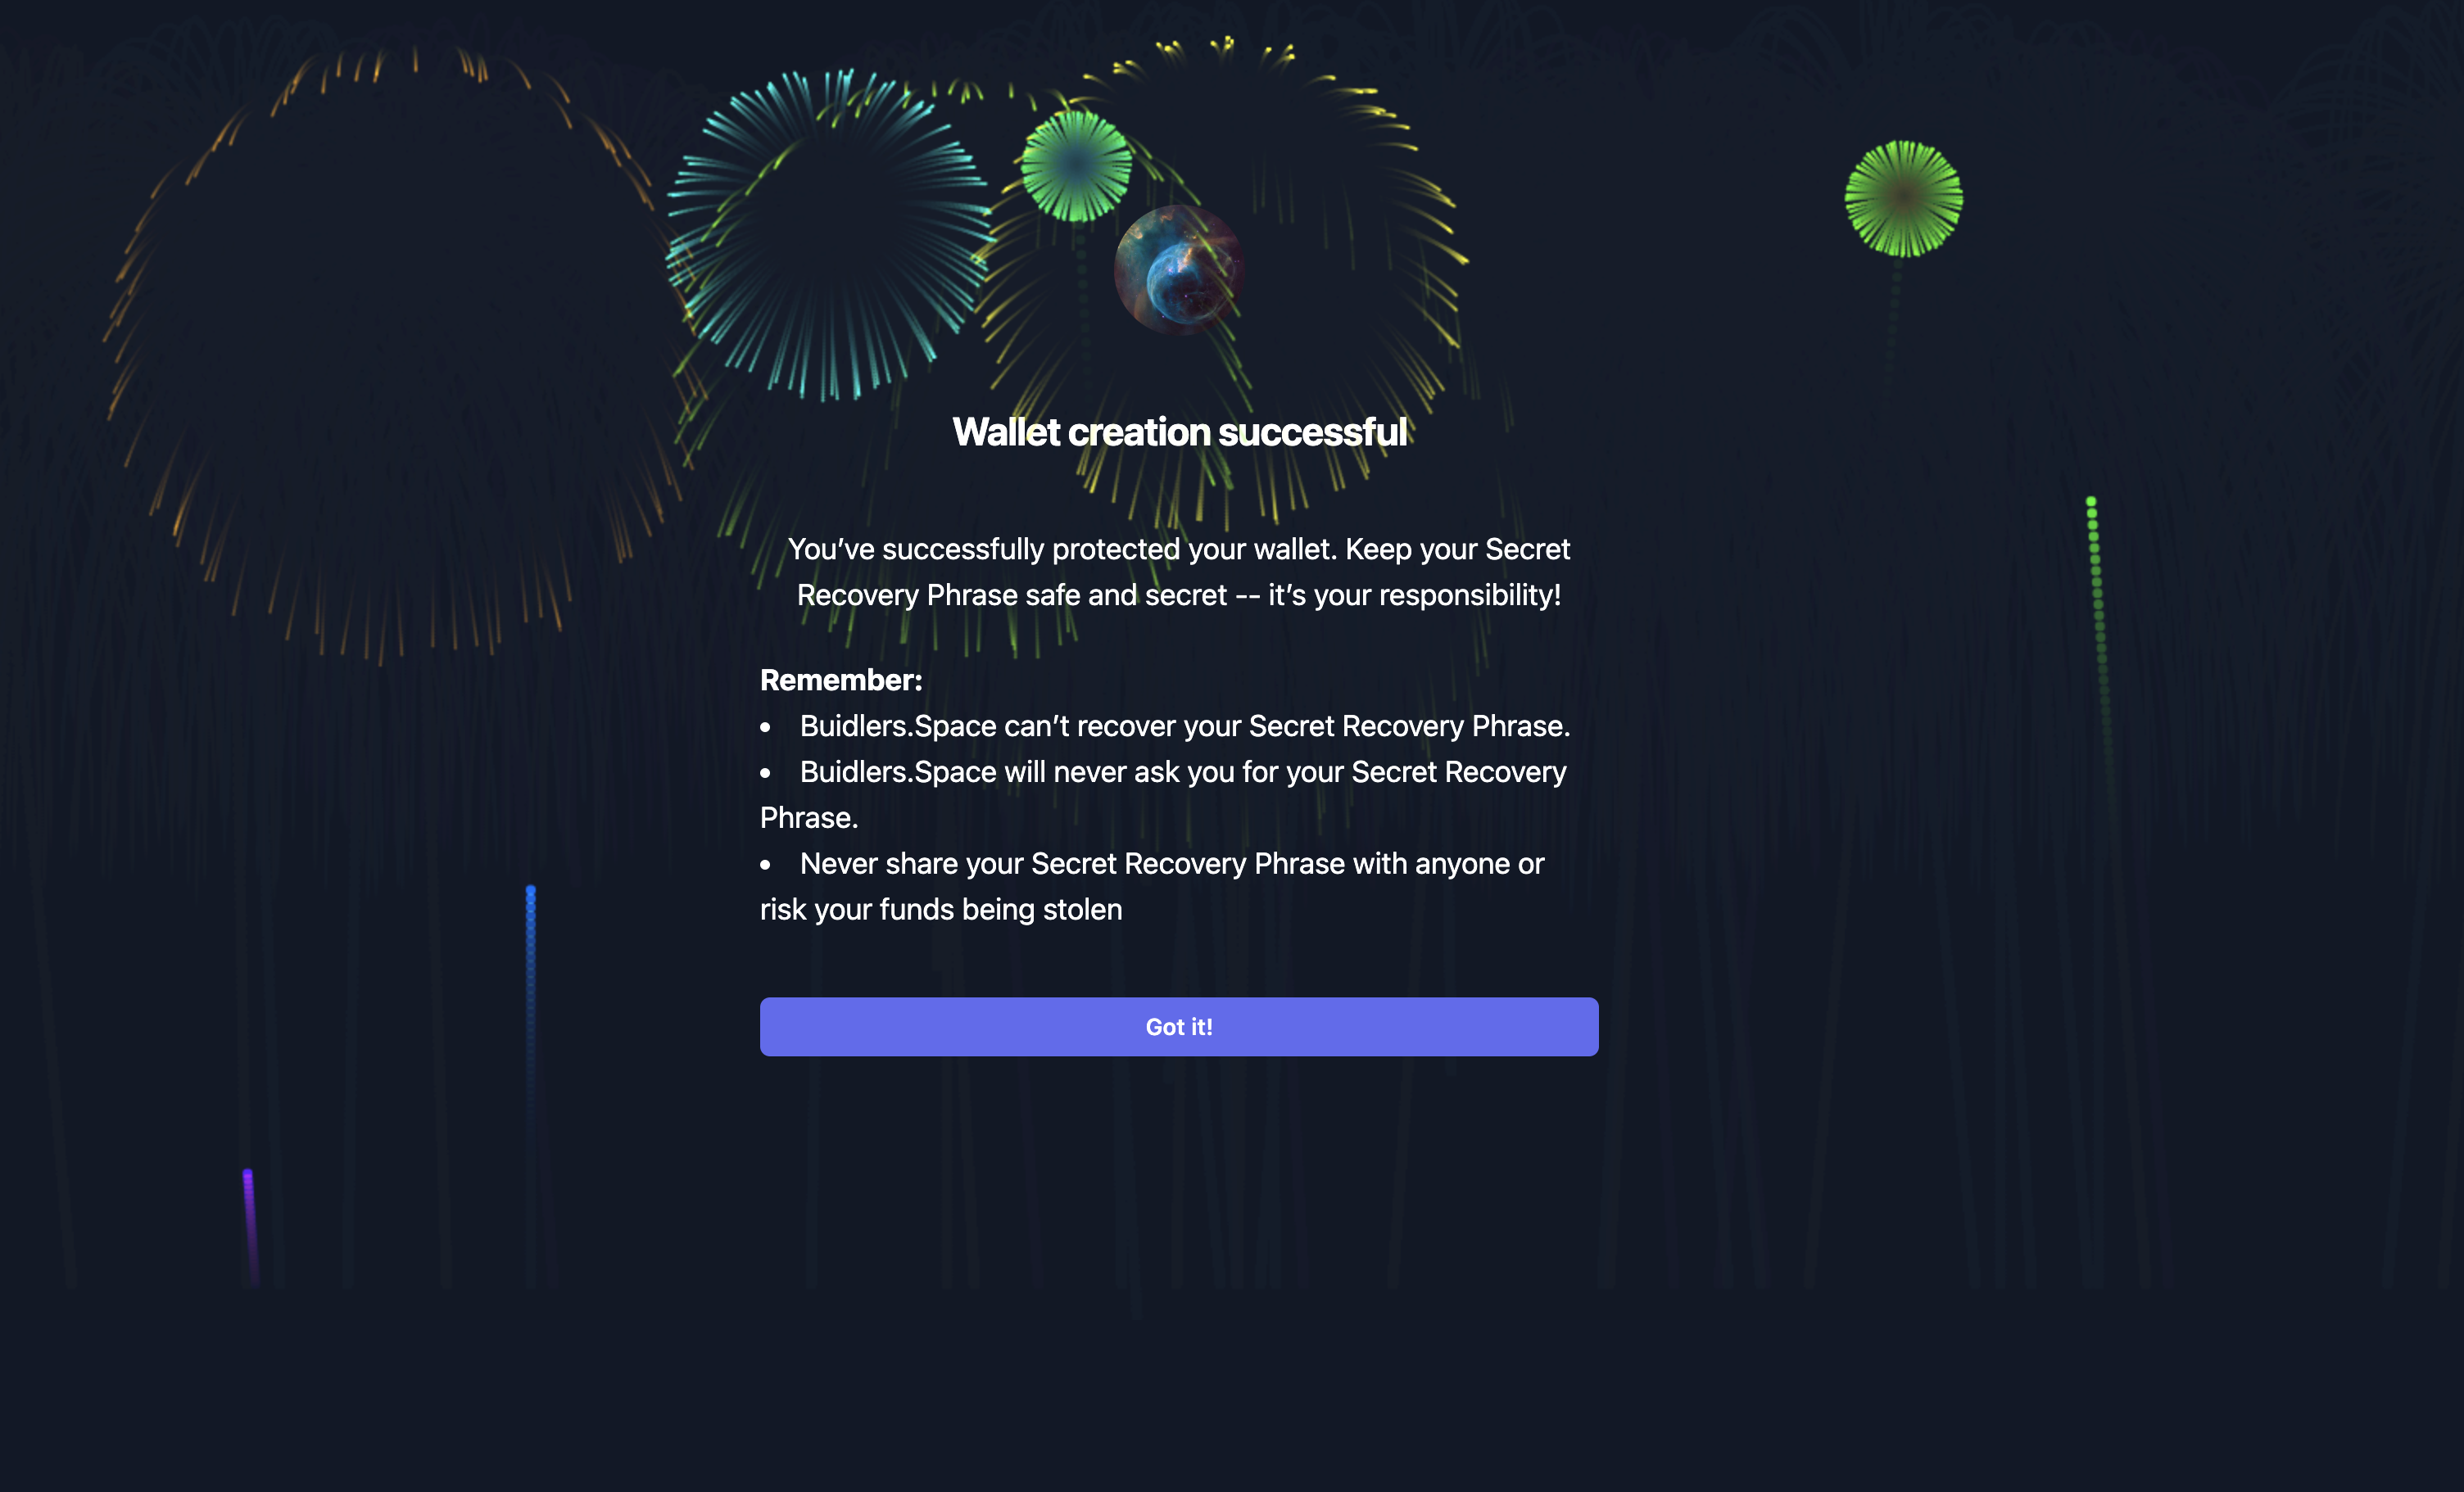 Wallet creation successful
You’ve successfully protected your wallet. Keep your Secret
Recovery Phrase safe and secret -- it’s your responsibility!
Remember:
• Buidlers.Space can’t recover your Secret Recovery Phrase.
• Buidlers.Space will never ask you for your Secret Recovery
Phrase.
• Never share your Secret Recovery Phrase with anyone or
risk your funds being stolen
Got it!